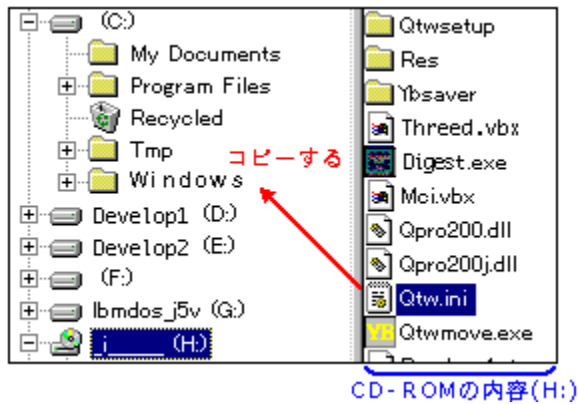 (C:)
My Documents
Program Files
Recycled
Tmp
Windows
Develop1 (D:)
Develop2 (E:)
(F:)
Ibmdos_j5v (G:)
_j_____ (H:)
コピーする
Qtwsetup
Res
Ybsaver
Threed.vbx
Digest.exe
Mci.vbx
Qpro200.dll
Qpro200j.dll
Qtw.ini
Qtwmove.exe
CD-ROMの内容(H:)